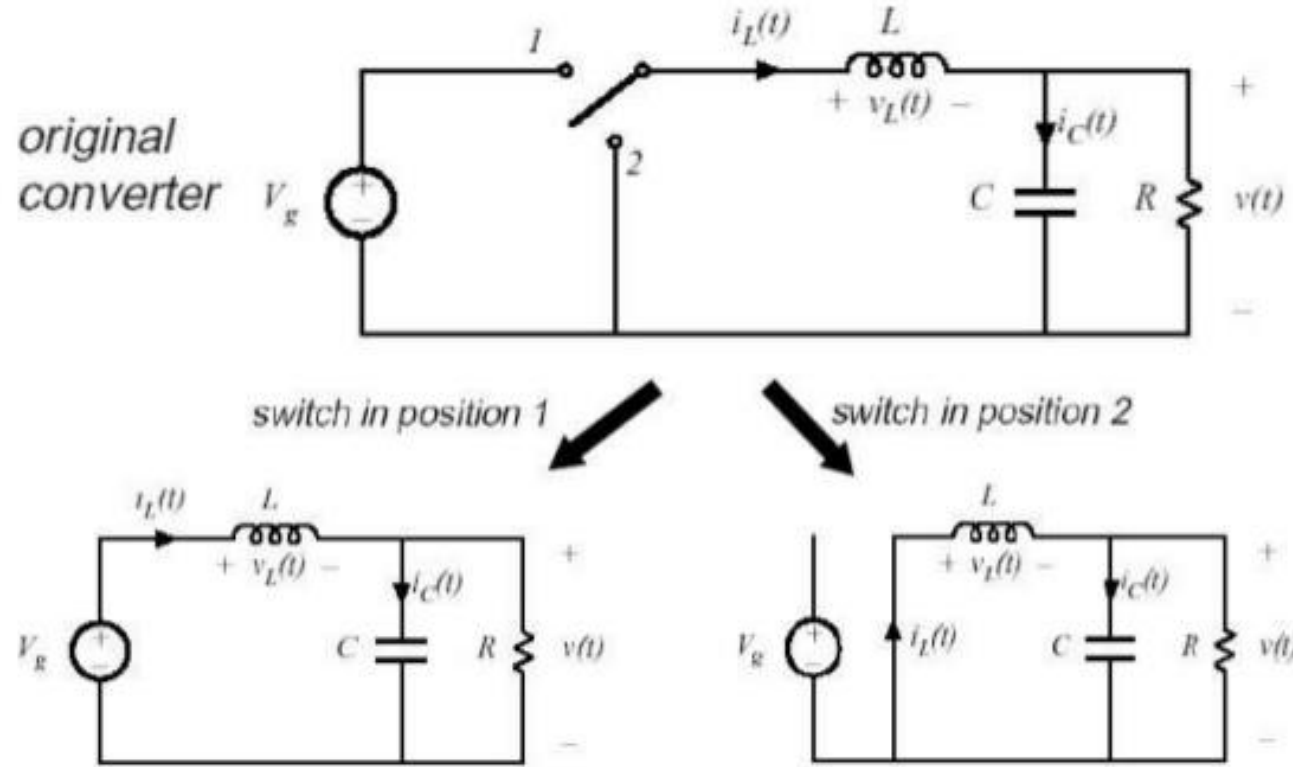 1
i_L(t)
L
+ v_L(t) −
i_C(t)
+
original
converter
V_g
+
−
2
C
R
v(t)
−
switch in position 1
switch in position 2
i_L(t)
L
+ v_L(t) −
i_C(t)
+
V_g
+
−
C
R
v(t)
−
L
+ v_L(t) −
i_C(t)
+
V_g
+
−
i_L(t)
C
R
v(t)
−